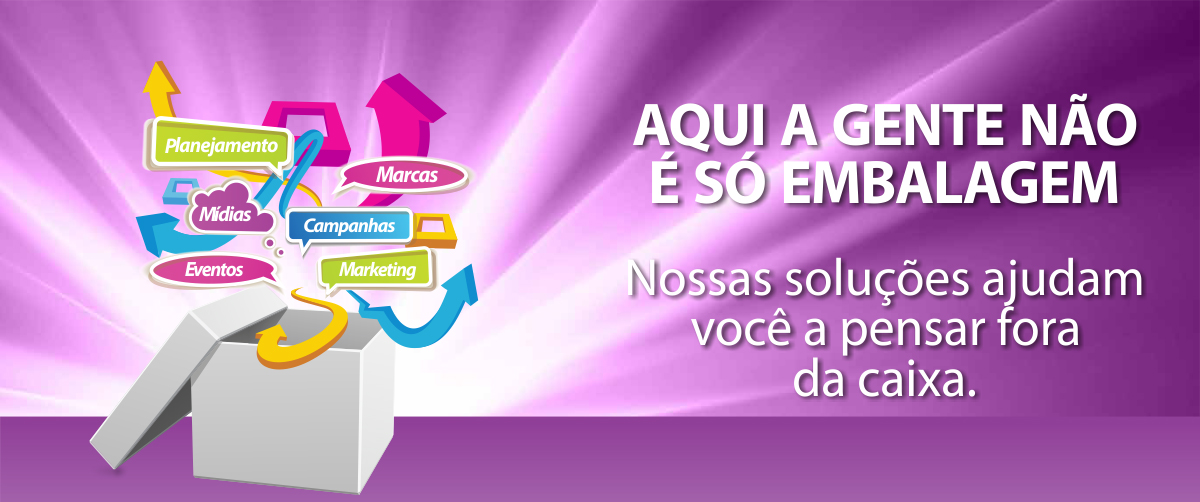 Planejamento
Marcas
Mídias
Campanhas
Eventos
Marketing
AQUI A GENTE NÃO
É SÓ EMBALAGEM
Nossas soluções ajudam
você a pensar fora
da caixa.